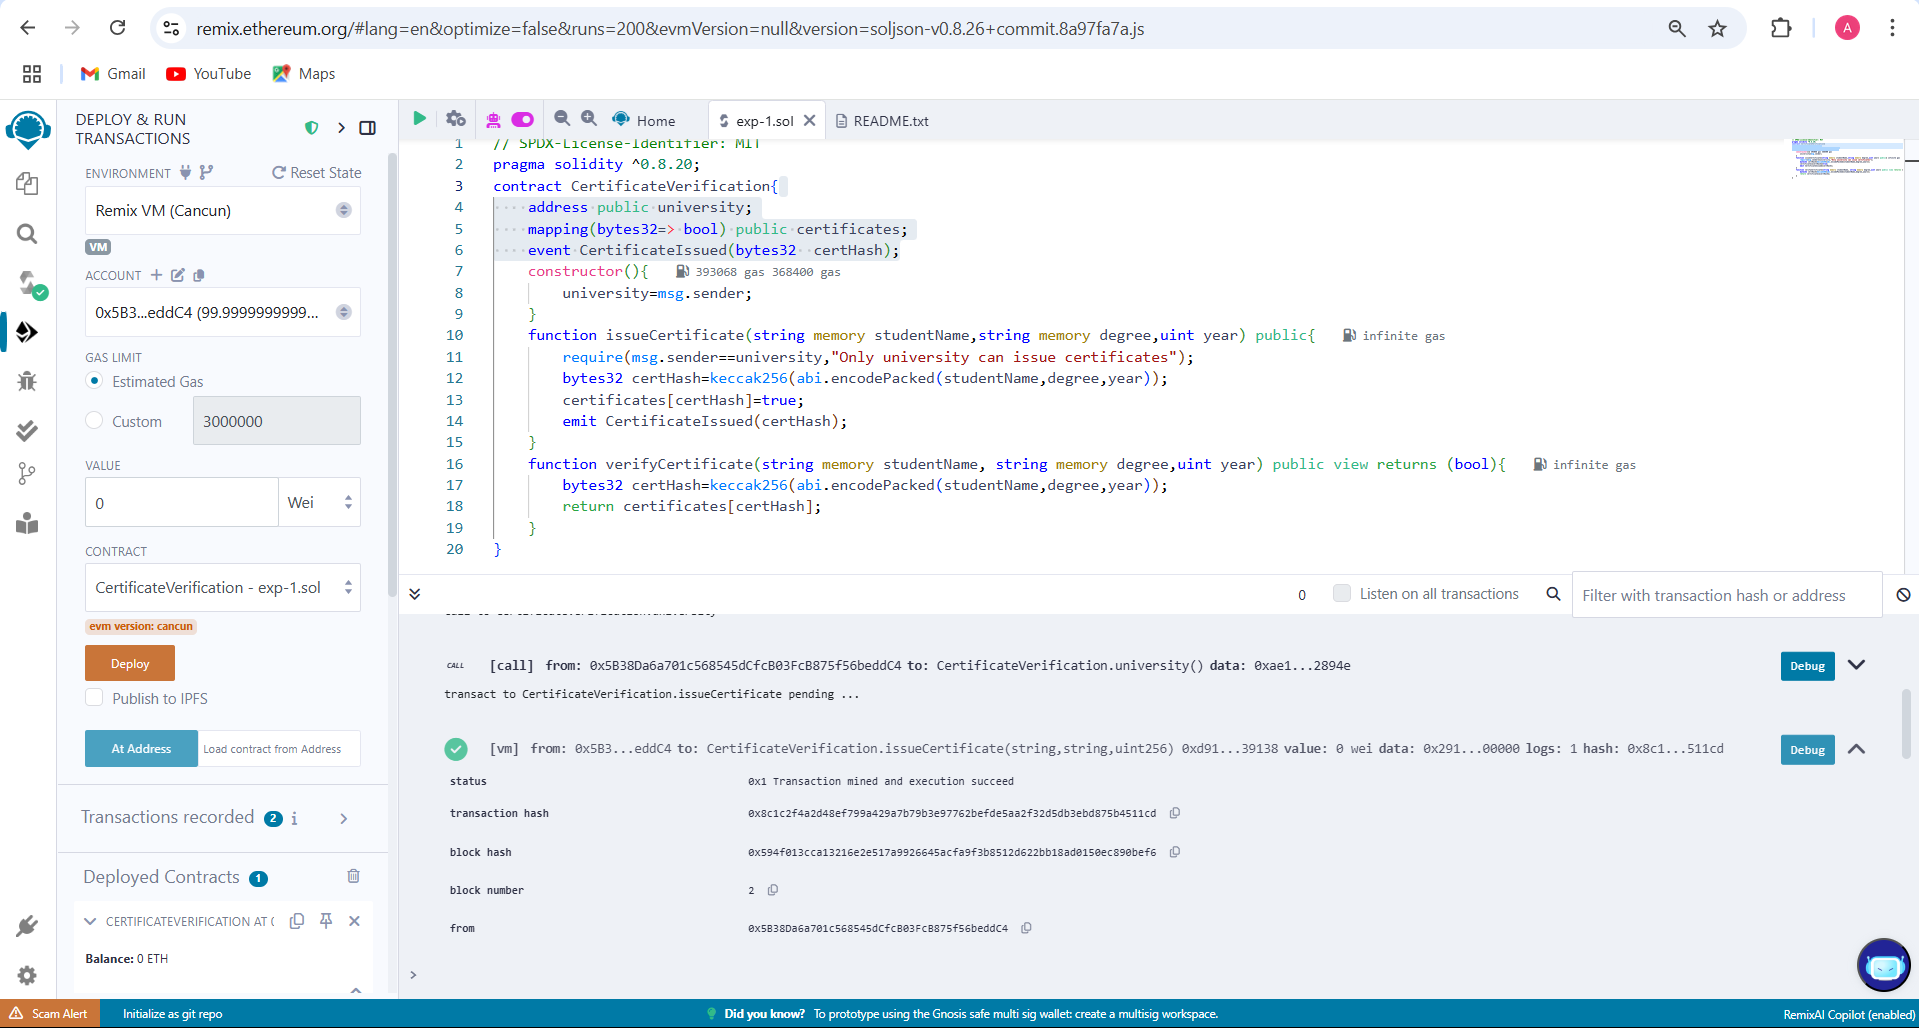 remix.ethereum.org/#lang=en&optimize=false&runs=200&evmVersion=null&version=soljson-v0.8.26+commit.8a97fa7a.js
A
Gmail
YouTube
Maps
DEPLOY & RUN
TRANSACTIONS
ENVIRONMENT
Reset State
Remix VM (Cancun)
VM
ACCOUNT
0x5B3...eddC4 (99.9999999999...
GAS LIMIT
Estimated Gas
Custom
3000000
VALUE
0
Wei
CONTRACT
CertificateVerification - exp-1.sol
evm version: cancun
Deploy
Publish to IPFS
At Address
Load contract from Address
Transactions recorded 2 i
Deployed Contracts 1
CERTIFICATEVERIFICATION AT (
Balance: 0 ETH
Home
exp-1.sol
README.txt
1 // SPDX-License-Identifier: MIT
2 pragma solidity ^0.8.20;
3 contract CertificateVerification{
4 address public university;
5 mapping(bytes32=> bool) public certificates;
6 event CertificateIssued(bytes32  certHash);
7 constructor(){ 393068 gas 368400 gas
8 university=msg.sender;
9 }
10 function issueCertificate(string memory studentName,string memory degree,uint year) public{ infinite gas
11 require(msg.sender==university,"Only university can issue certificates");
12 bytes32 certHash=keccak256(abi.encodePacked(studentName,degree,year));
13 certificates[certHash]=true;
14 emit CertificateIssued(certHash);
15 }
16 function verifyCertificate(string memory studentName, string memory degree,uint year) public view returns (bool){ infinite gas
17 bytes32 certHash=keccak256(abi.encodePacked(studentName,degree,year));
18 return certificates[certHash];
19 }
20 }
0
Listen on all transactions
Filter with transaction hash or address
call to CertificateVerification.university
CALL [call] from: 0x5B38Da6a701c568545dCfcB03FcB875f56beddC4 to: CertificateVerification.university() data: 0xae1...2894e
Debug
transact to CertificateVerification.issueCertificate pending ...
[vm] from: 0x5B3...eddC4 to: CertificateVerification.issueCertificate(string,string,uint256) 0xd91...39138 value: 0 wei data: 0x291...00000 logs: 1 hash: 0x8c1...511cd
Debug
status 0x1 Transaction mined and execution succeed
transaction hash 0x8c1c2f4a2d48ef799a429a7b79b3e97762befde5aa2f32d5db3ebd875b4511cd
block hash 0x594f013cca13216e2e517a9926645acfa9f3b8512d622bb18ad0150ec890bef6
block number 2
from 0x5B38Da6a701c568545dCfcB03FcB875f56beddC4
>
Scam Alert
Initialize as git repo
Did you know? To prototype using the Gnosis safe multi sig wallet: create a multisig workspace.
RemixAI Copilot (enabled)